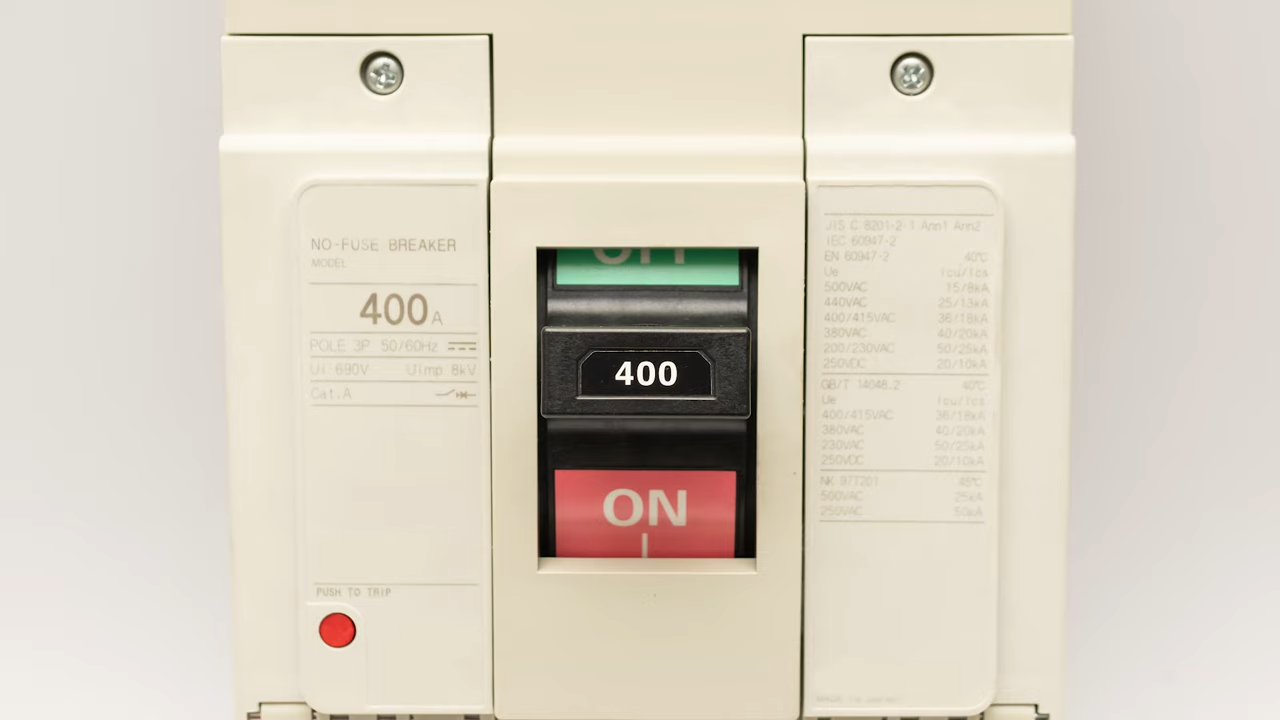 NO-FUSE BREAKER
MODEL
400A
POLE 3P 50/60Hz
Ui 690V Uimp 8kV
Cat.A
PUSH TO TRIP
OFF
400
ON
JIS C 8201-2-1 Ann1 Ann2
IEC 60947-2
EN 60947-2 40℃
Ue Icu/Ics
500VAC 15/8kA
440VAC 25/13kA
400/415VAC 36/18kA
380VAC 40/20kA
200/230VAC 50/25kA
250VDC 20/10kA
GB/T 14048.2 40℃
Ue Icu/Ics
400/415VAC 36/18kA
380VAC 40/20kA
230VAC 50/25kA
250VDC 20/10kA
NK 97T201 45℃
500VAC 25kA
250VAC 50kA